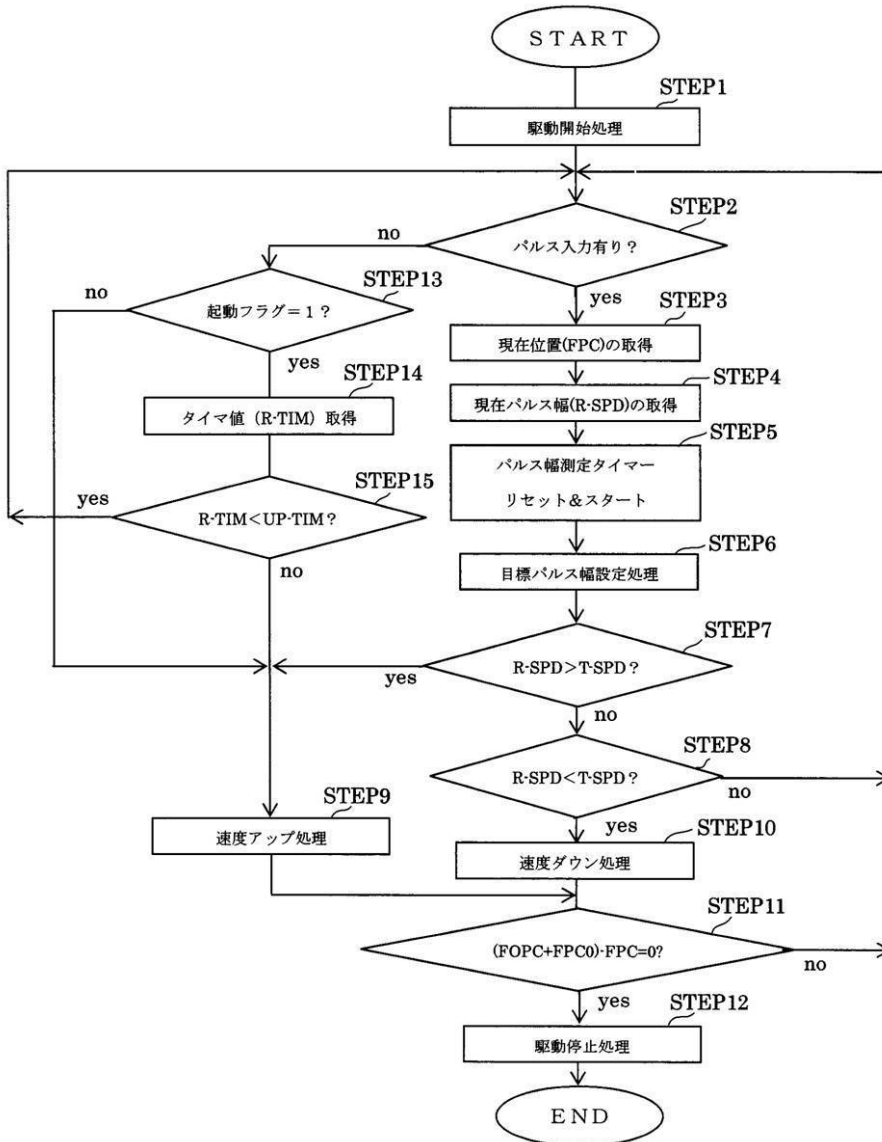 START
STEP1
駆動開始処理
STEP2
パルス入力有り?
no
yes
STEP13
起動フラグ=1?
no
yes
STEP3
現在位置(FPC)の取得
STEP14
タイマ値(R-TIM)取得
STEP4
現在パルス幅(R-SPD)の取得
STEP5
パルス幅測定タイマー
リセット&スタート
STEP15
R-TIM<UP-TIM?
yes
no
STEP6
目標パルス幅設定処理
STEP7
R-SPD>T-SPD?
yes
no
STEP8
R-SPD<T-SPD?
no
yes
STEP9
速度アップ処理
STEP10
速度ダウン処理
STEP11
(FOPC+FPC0)-FPC=0?
no
yes
STEP12
駆動停止処理
END